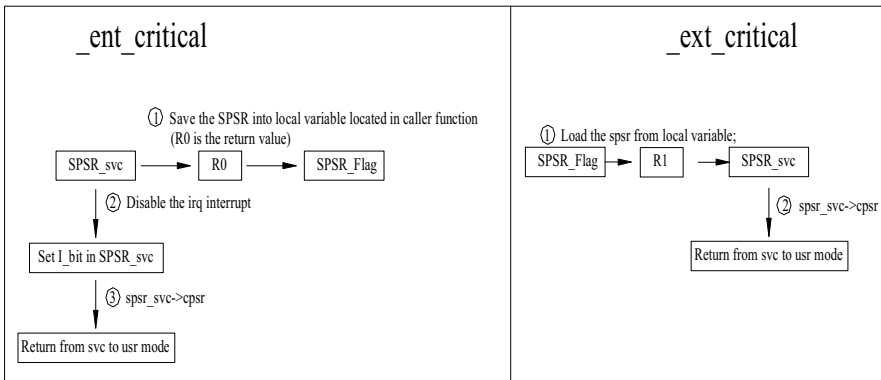 _ent_critical
① Save the SPSR into local variable located in caller function
(R0 is the return value)
SPSR_svc
R0
SPSR_Flag
② Disable the irq interrupt
Set I_bit in SPSR_svc
③ spsr_svc->cpsr
Return from svc to usr mode
_ext_critical
① Load the spsr from local variable;
SPSR_Flag
R1
SPSR_svc
② spsr_svc->cpsr
Return from svc to usr mode